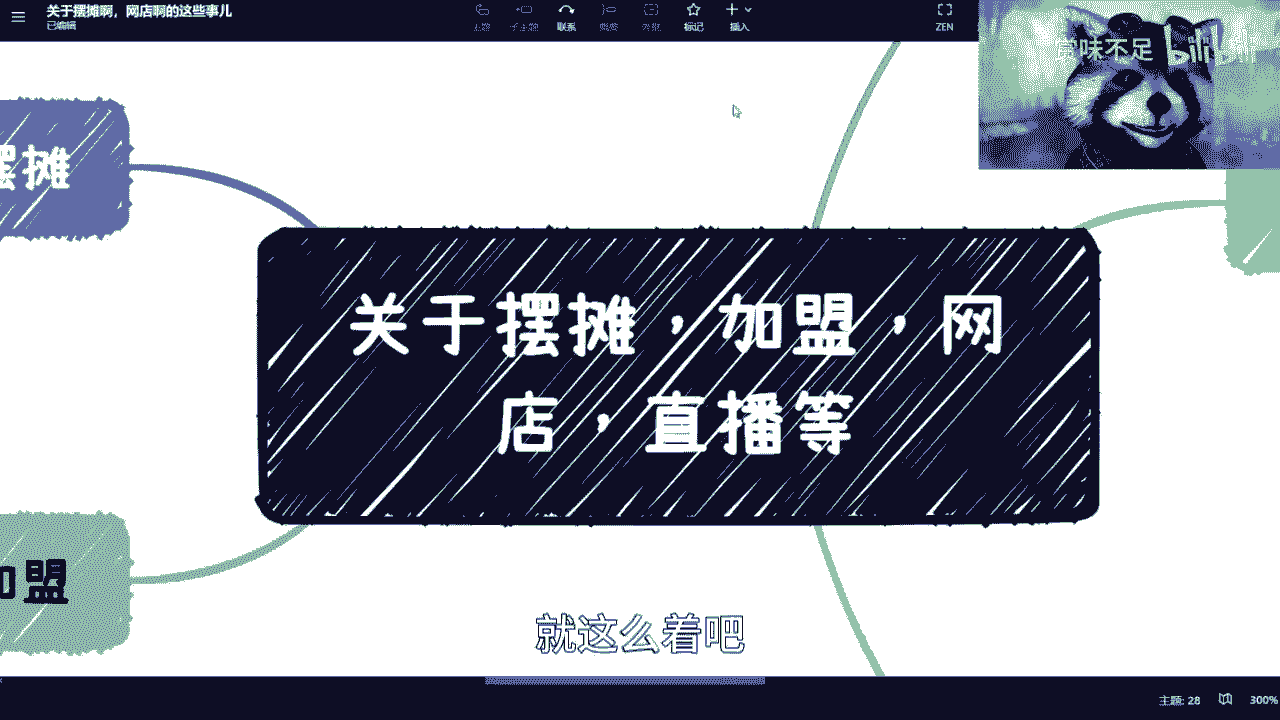 关于摆摊啊，网店啊的这些事儿
已编辑
主题
子主题
联系
概要
外框
标记
插入
ZEN
赏味不足 bilibili
摆摊
关于摆摊，加盟，网
店，直播等
加盟
就这么着吧
主题: 28
300%